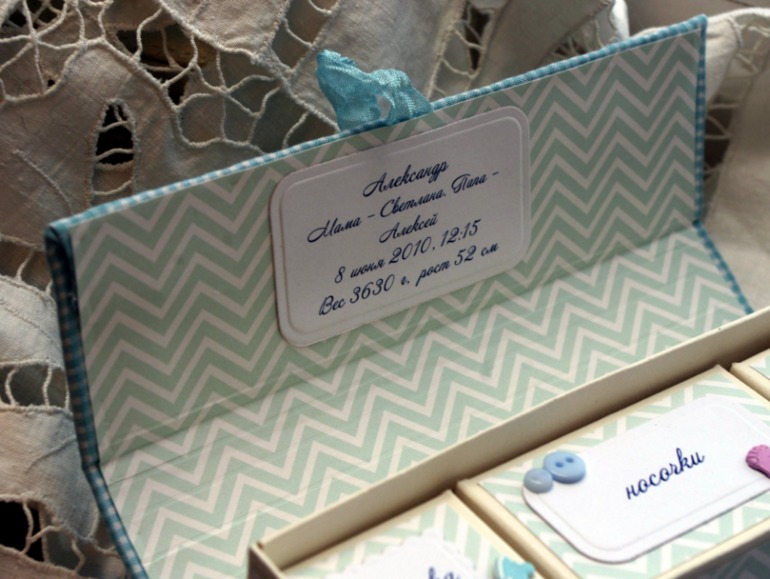 Александр
Мама - Светлана. Папа -
Алексей
8 июня 2010, 12:15
Вес 3630 г, рост 52 см
носочки